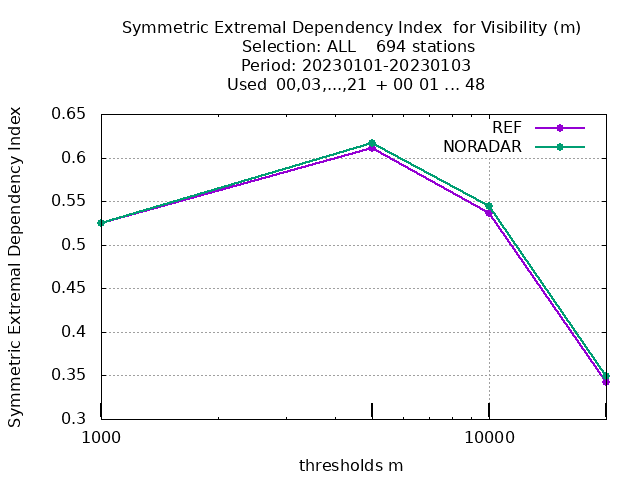 Symmetric Extremal Dependency Index  for Visibility (m)
Selection: ALL    694 stations
Period: 20230101-20230103
Used  00,03,...,21  + 00 01 ... 48
Symmetric Extremal Dependency Index
0.65
0.6
0.55
0.5
0.45
0.4
0.35
0.3
REF
NORADAR
1000
10000
thresholds m